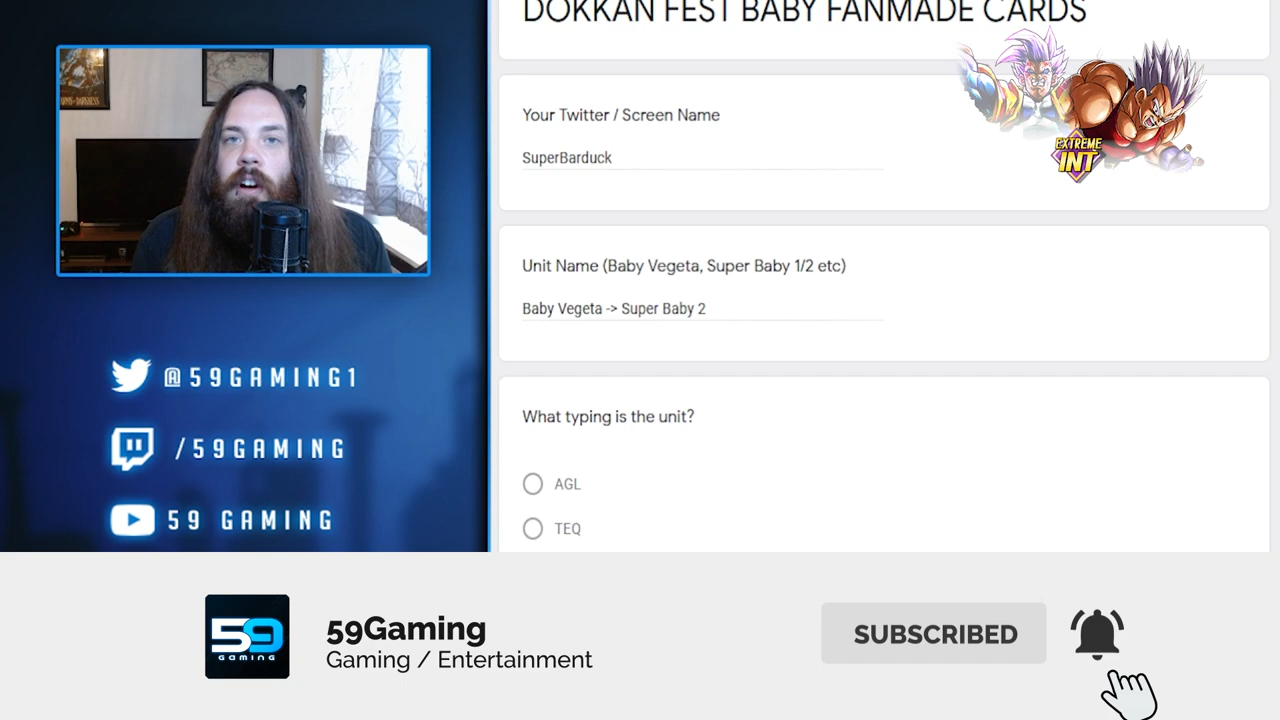 DOKKAN FEST BABY FANMADE CARDS
Your Twitter / Screen Name
SuperBarduck
EXTREME
INT
Unit Name (Baby Vegeta, Super Baby 1/2 etc)
Baby Vegeta -> Super Baby 2
What typing is the unit?
AGL
TEQ
@59GAMING1
/59GAMING
59 GAMING
59
GAMING
59Gaming
Gaming / Entertainment
SUBSCRIBED